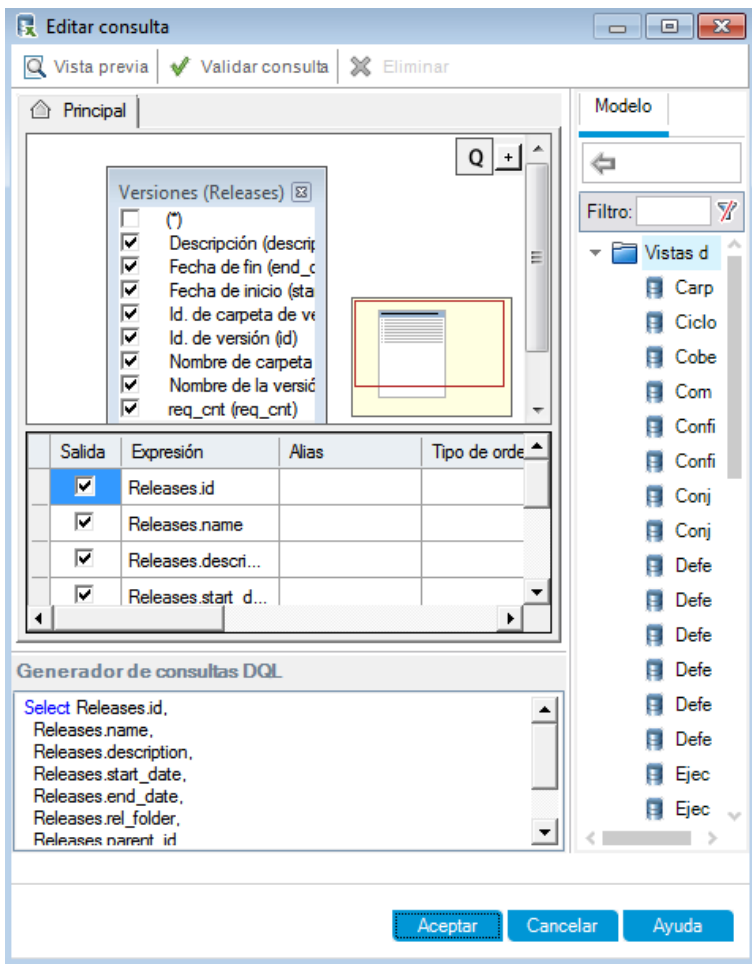 Editar consulta
Vista previa
Validar consulta
Eliminar
Principal
Q
+
Versiones (Releases)
(*)
Descripción (descrip
Fecha de fin (end_d
Fecha de inicio (sta
Id. de carpeta de ve
Id. de versión (id)
Nombre de carpeta
Nombre de la versió
req_cnt (req_cnt)
Salida Expresión Alias Tipo de orde
Releases.id
Releases.name
Releases.descri...
Releases.start_d...
Generador de consultas DQL
Select Releases.id,
Releases.name,
Releases.description,
Releases.start_date,
Releases.end_date,
Releases.rel_folder,
Releases.parent_id
Modelo
Filtro:
Vistas d
Carp
Ciclo
Cobe
Com
Confi
Confi
Conj
Conj
Defe
Defe
Defe
Defe
Defe
Defe
Ejec
Ejec
Aceptar
Cancelar
Ayuda